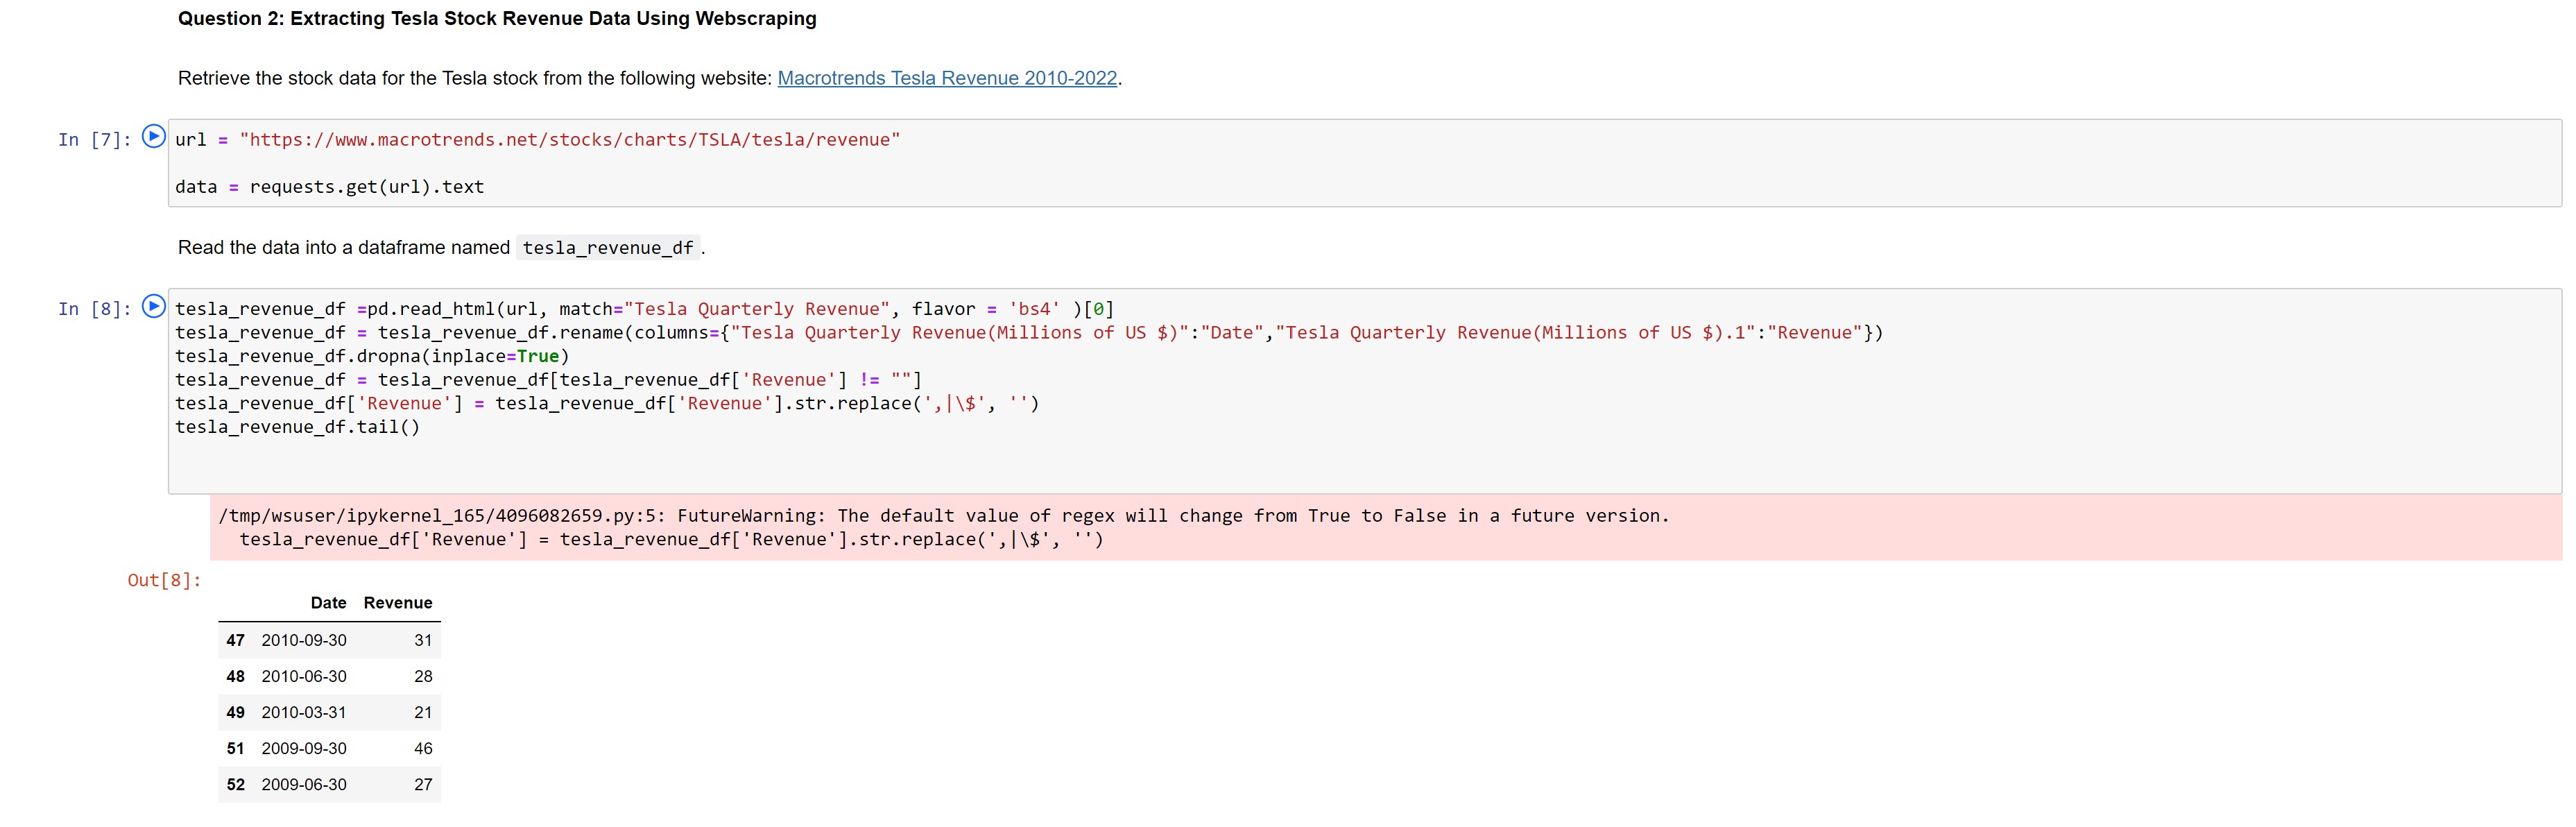 Question 2: Extracting Tesla Stock Revenue Data Using Webscraping
Retrieve the stock data for the Tesla stock from the following website: Macrotrends Tesla Revenue 2010-2022.
In [7]:
url = "https://www.macrotrends.net/stocks/charts/TSLA/tesla/revenue"
data = requests.get(url).text
Read the data into a dataframe named tesla_revenue_df.
In [8]:
tesla_revenue_df =pd.read_html(url, match="Tesla Quarterly Revenue", flavor = 'bs4' )[0]
tesla_revenue_df = tesla_revenue_df.rename(columns={"Tesla Quarterly Revenue(Millions of US $)":"Date","Tesla Quarterly Revenue(Millions of US $).1":"Revenue"})
tesla_revenue_df.dropna(inplace=True)
tesla_revenue_df = tesla_revenue_df[tesla_revenue_df['Revenue'] != ""]
tesla_revenue_df['Revenue'] = tesla_revenue_df['Revenue'].str.replace(',|\$', '')
tesla_revenue_df.tail()
/tmp/wsuser/ipykernel_165/4096082659.py:5: FutureWarning: The default value of regex will change from True to False in a future version.
tesla_revenue_df['Revenue'] = tesla_revenue_df['Revenue'].str.replace(',|\$', '')
Out[8]:
Date Revenue
47 2010-09-30 31
48 2010-06-30 28
49 2010-03-31 21
51 2009-09-30 46
52 2009-06-30 27